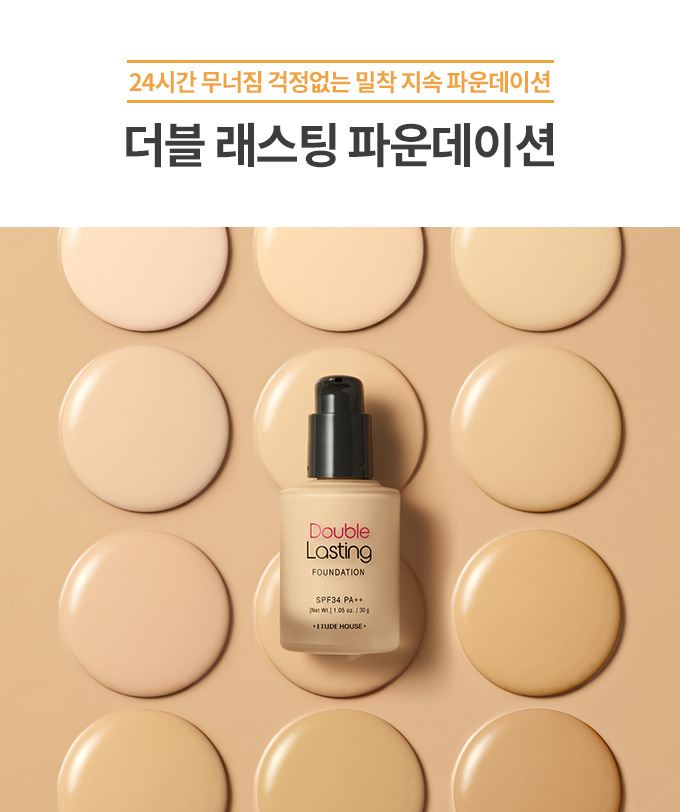 24시간 무너짐 걱정없는 밀착 지속 파운데이션
더블 래스팅 파운데이션
Double
Lasting
FOUNDATION
SPF34 PA++
[Net Wt.] 1.05 oz. / 30g
• ETUDE HOUSE •